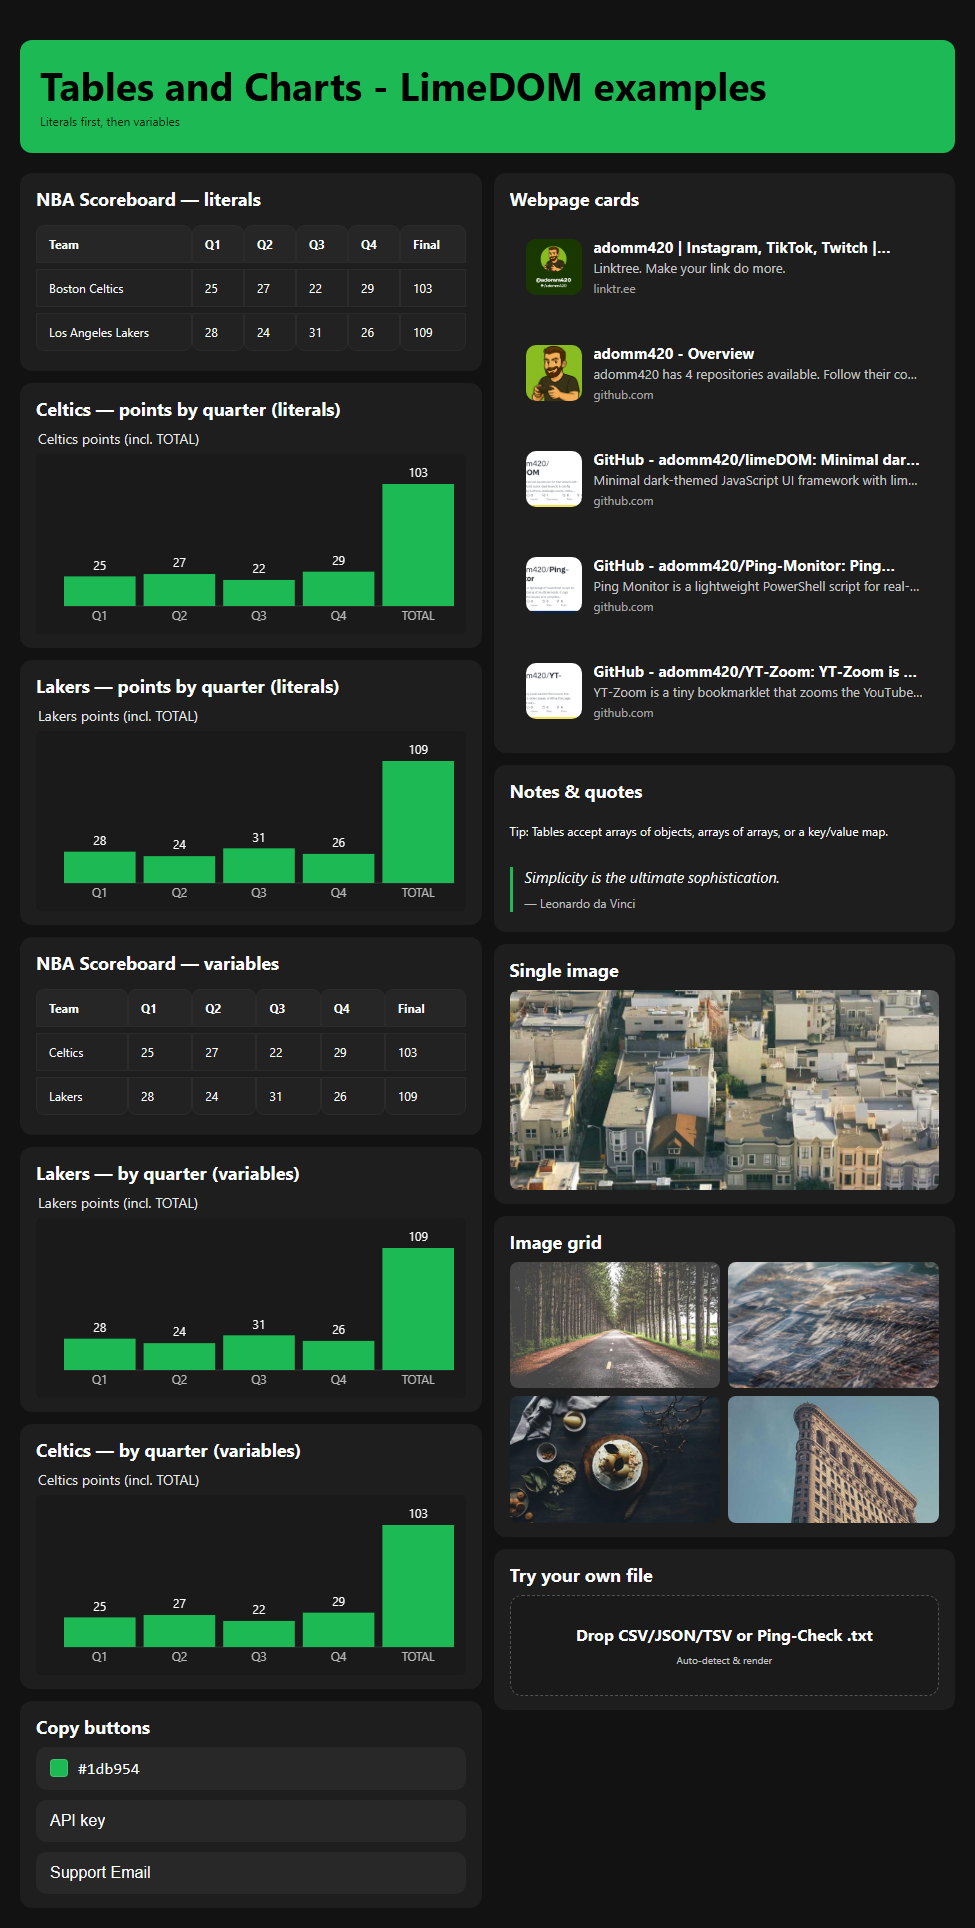 Tables and Charts - LimeDOM examples
Literals first, then variables
NBA Scoreboard — literals
Team Q1 Q2 Q3 Q4 Final
Boston Celtics 25 27 22 29 103
Los Angeles Lakers 28 24 31 26 109
Celtics — points by quarter (literals)
Celtics points (incl. TOTAL)
25 27 22 29 103
Q1 Q2 Q3 Q4 TOTAL
Lakers — points by quarter (literals)
Lakers points (incl. TOTAL)
28 24 31 26 109
Q1 Q2 Q3 Q4 TOTAL
NBA Scoreboard — variables
Team Q1 Q2 Q3 Q4 Final
Celtics 25 27 22 29 103
Lakers 28 24 31 26 109
Lakers — by quarter (variables)
Lakers points (incl. TOTAL)
28 24 31 26 109
Q1 Q2 Q3 Q4 TOTAL
Celtics — by quarter (variables)
Celtics points (incl. TOTAL)
25 27 22 29 103
Q1 Q2 Q3 Q4 TOTAL
Copy buttons
#1db954
API key
Support Email
Webpage cards
@adomm420
adomm420 | Instagram, TikTok, Twitch |...
Linktree. Make your link do more.
linktr.ee
adomm420 - Overview
adomm420 has 4 repositories available. Follow their co...
github.com
m420/
OM
GitHub - adomm420/limeDOM: Minimal dar...
Minimal dark-themed JavaScript UI framework with lim...
github.com
m420/Ping-
tor
GitHub - adomm420/Ping-Monitor: Ping...
Ping Monitor is a lightweight PowerShell script for real-...
github.com
m420/YT-
GitHub - adomm420/YT-Zoom: YT-Zoom is ...
YT-Zoom is a tiny bookmarklet that zooms the YouTube...
github.com
Notes & quotes
Tip: Tables accept arrays of objects, arrays of arrays, or a key/value map.
Simplicity is the ultimate sophistication.
— Leonardo da Vinci
Single image
Image grid
Try your own file
Drop CSV/JSON/TSV or Ping-Check .txt
Auto-detect & render